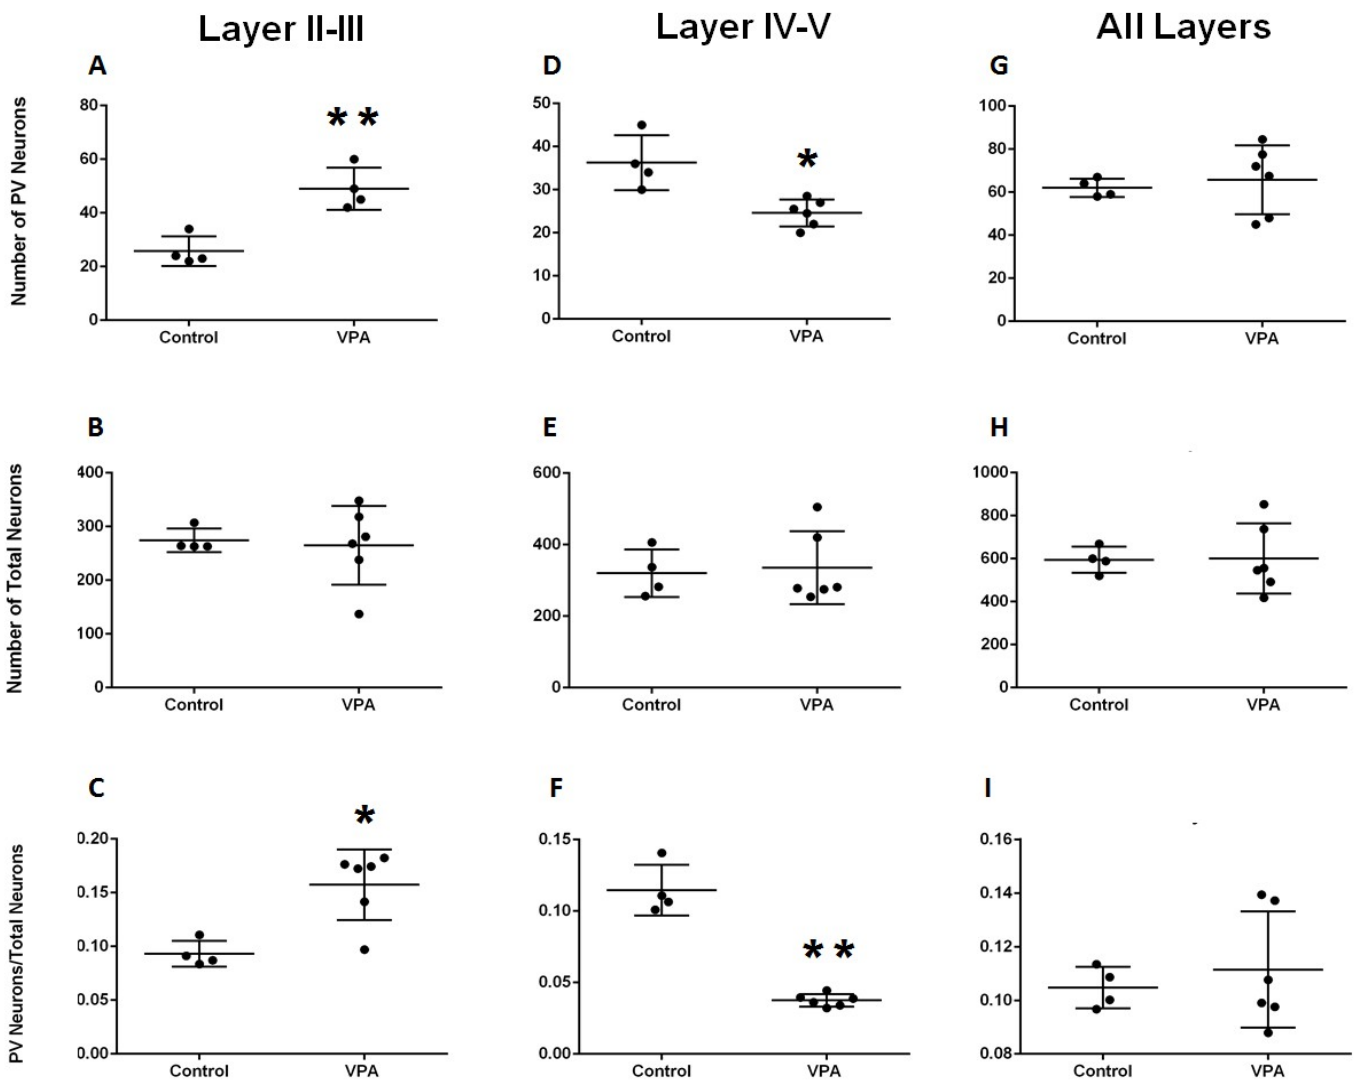 Layer II-III
Layer IV-V
All Layers
A
D
G
Number of PV Neurons
80
60
40
20
0
Control
VPA
**
50
40
30
20
10
0
Control
VPA
*
100
80
60
40
20
0
Control
VPA
B
E
H
Number of Total Neurons
400
300
200
100
0
Control
VPA
600
400
200
0
Control
VPA
1000
800
600
400
200
0
Control
VPA
C
F
I
PV Neurons/Total Neurons
0.20
0.15
0.10
0.05
0.00
Control
VPA
*
0.15
0.10
0.05
0.00
Control
VPA
**
0.16
0.14
0.12
0.10
0.08
Control
VPA